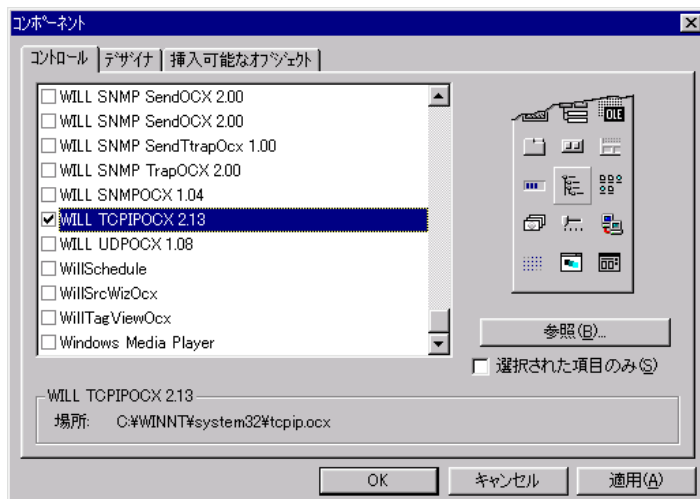 コンポーネント
コントロール デザイナ 挿入可能なオブジェクト
WILL SNMP SendOCX 2.00
WILL SNMP SendOCX 2.00
WILL SNMP SendTtrapOcx 1.00
WILL SNMP TrapOCX 2.00
WILL SNMPOCX 1.04
WILL TCPIPOCX 2.13
WILL UDPOCX 1.08
WillSchedule
WillSrcWizOcx
WillTagViewOcx
Windows Media Player
OLE
参照(B)...
選択された項目のみ(S)
WILL TCPIPOCX 2.13
場所: C:¥WINNT¥system32¥tcpip.ocx
OK キャンセル 適用(A)